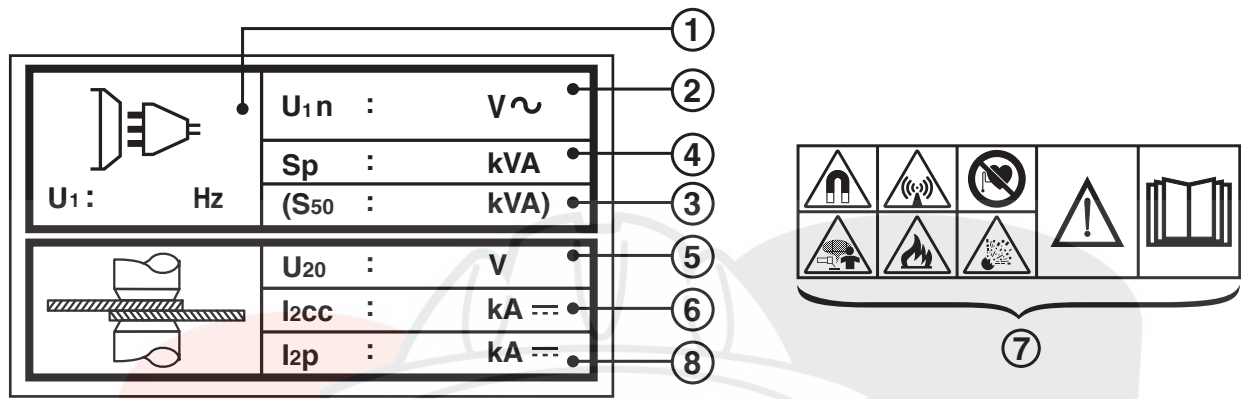 1
U1n : V~
2
Sp : kVA
4
U1: Hz
(S50 : kVA)
3
U20 : V
5
I2cc : kA
6
I2p : kA
8
7